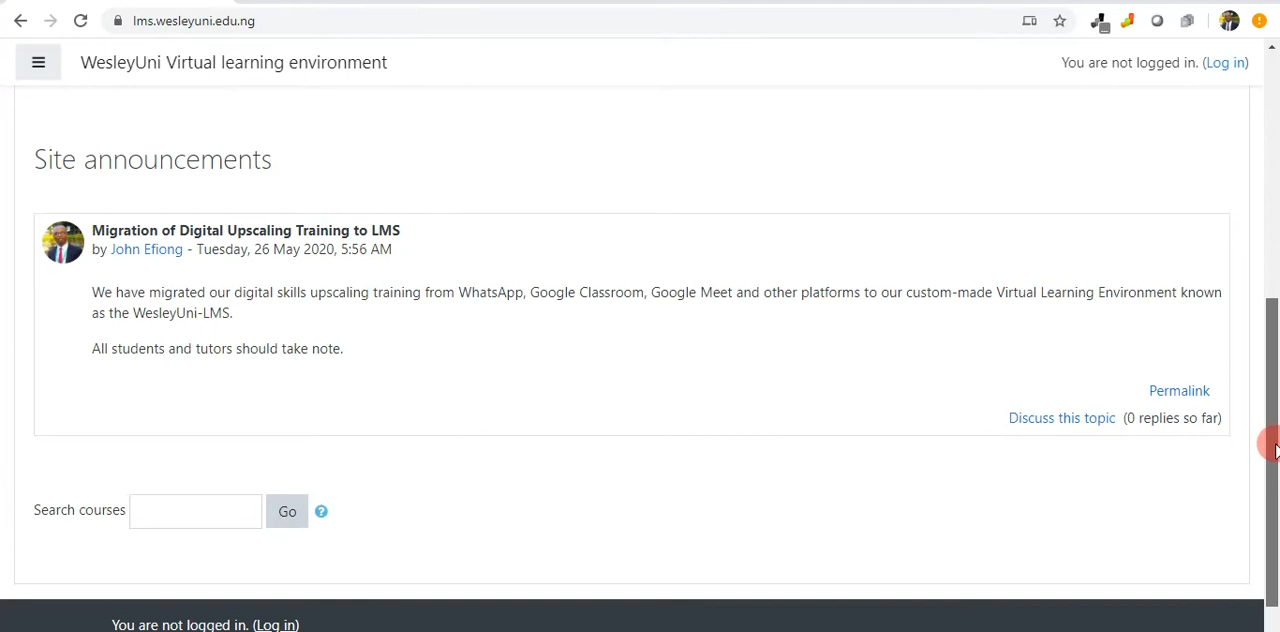 lms.wesleyuni.edu.ng
WesleyUni Virtual learning environment
You are not logged in. (Log in)
Site announcements
Migration of Digital Upscaling Training to LMS
by John Efiong - Tuesday, 26 May 2020, 5:56 AM
We have migrated our digital skills upscaling training from WhatsApp, Google Classroom, Google Meet and other platforms to our custom-made Virtual Learning Environment known
as the WesleyUni-LMS.
All students and tutors should take note.
Permalink
Discuss this topic (0 replies so far)
Search courses Go
You are not logged in. (Log in)